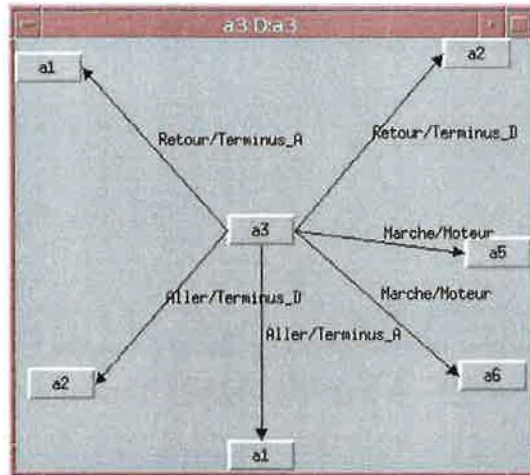 a3 D:a3
a1
a2
Retour/Terminus_A
Retour/Terminus_D
a3
Marche/Moteur
a5
Aller/Terminus_D
Marche/Moteur
Aller/Terminus_A
a2
a6
a1